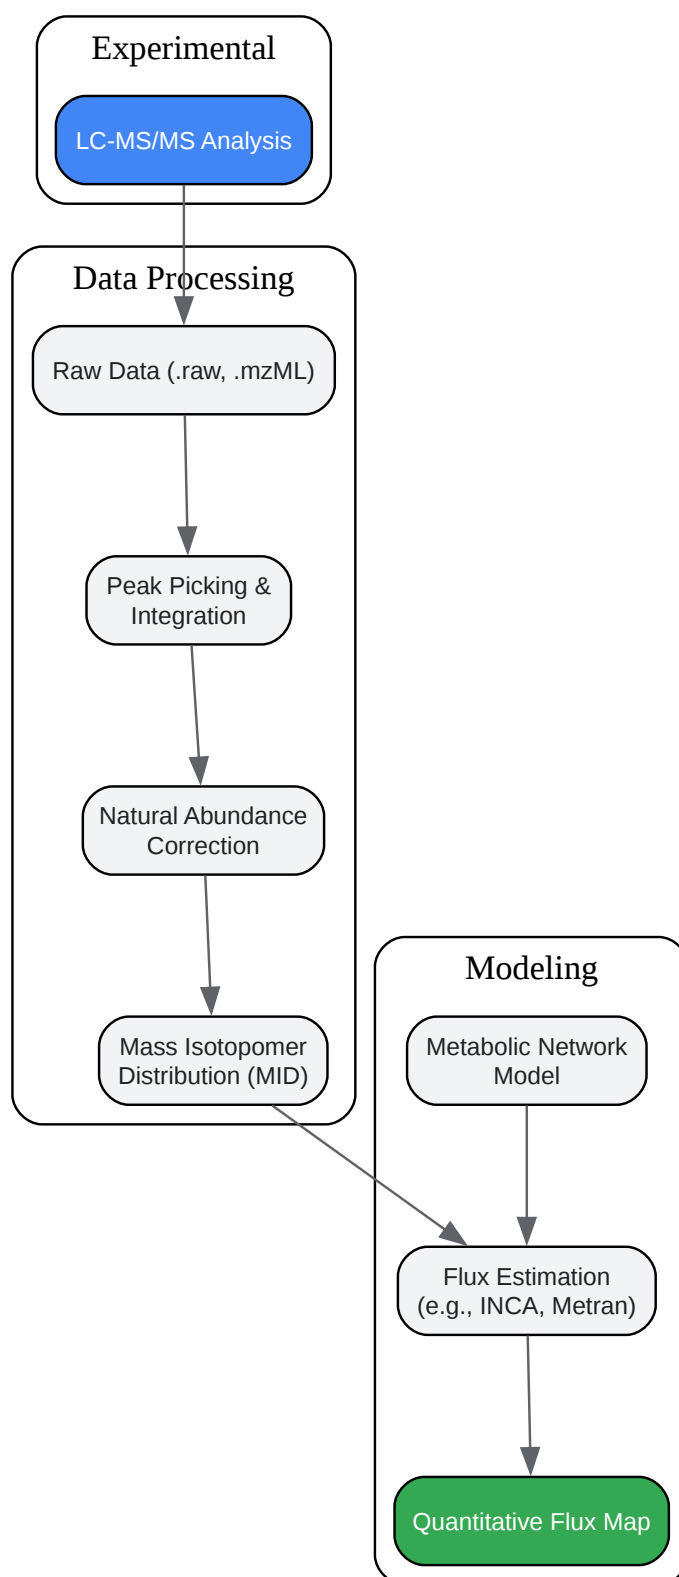 Experimental
LC-MS/MS Analysis
Data Processing
Raw Data (.raw, .mzML)
Peak Picking &
Integration
Natural Abundance
Correction
Mass Isotopomer
Distribution (MID)
Modeling
Metabolic Network
Model
Flux Estimation
(e.g., INCA, Metran)
Quantitative Flux Map